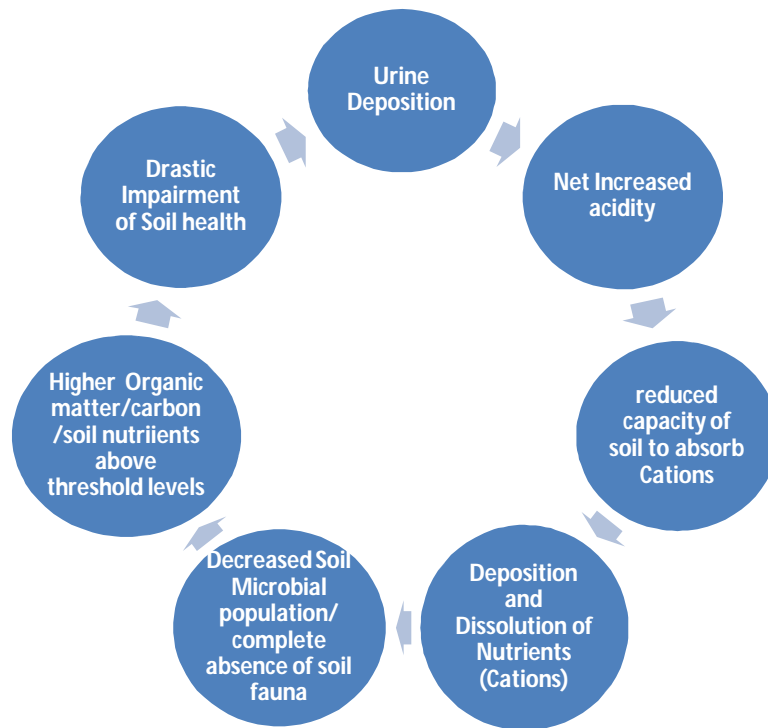 Urine
Deposition
Net Increased
acidity
reduced
capacity of
soil to absorb
Cations
Deposition
and
Dissolution of
Nutrients
(Cations)
Decreased Soil
Microbial
population/
complete
absence of soil
fauna
Higher Organic
matter/carbon
/soil nutriients
above
threshold levels
Drastic
Impairment
of Soil health